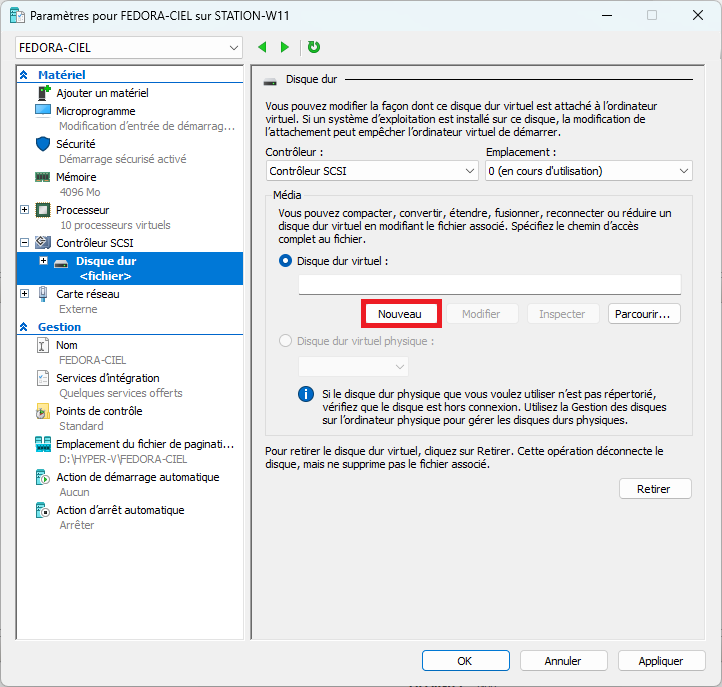 Paramètres pour FEDORA-CIEL sur STATION-W11
FEDORA-CIEL
Matériel
Ajouter un matériel
Microprogramme
Modification d'entrée de démarrag...
Sécurité
Démarrage sécurisé activé
Mémoire
4096 Mo
Processeur
10 processeurs virtuels
Contrôleur SCSI
Disque dur
<fichier>
Carte réseau
Externe
Gestion
Nom
FEDORA-CIEL
Services d'intégration
Quelques services offerts
Points de contrôle
Standard
Emplacement du fichier de paginati...
D:\HYPER-V\FEDORA-CIEL
Action de démarrage automatique
Aucun
Action d'arrêt automatique
Arrêter
Disque dur
Vous pouvez modifier la façon dont ce disque dur virtuel est attaché à l'ordinateur
virtuel. Si un système d'exploitation est installé sur ce disque, la modification de
l'attachement peut empêcher l'ordinateur virtuel de démarrer.
Contrôleur : Emplacement :
Contrôleur SCSI 0 (en cours d'utilisation)
Média
Vous pouvez compacter, convertir, étendre, fusionner, reconnecter ou réduire un
disque dur virtuel en modifiant le fichier associé. Spécifiez le chemin d'accès
complet au fichier.
Disque dur virtuel :
Nouveau Modifier Inspecter Parcourir...
Disque dur virtuel physique :
Si le disque dur physique que vous voulez utiliser n'est pas répertorié,
vérifiez que le disque est hors connexion. Utilisez la Gestion des disques
sur l'ordinateur physique pour gérer les disques durs physiques.
Pour retirer le disque dur virtuel, cliquez sur Retirer. Cette opération déconnecte le
disque, mais ne supprime pas le fichier associé.
Retirer
OK Annuler Appliquer